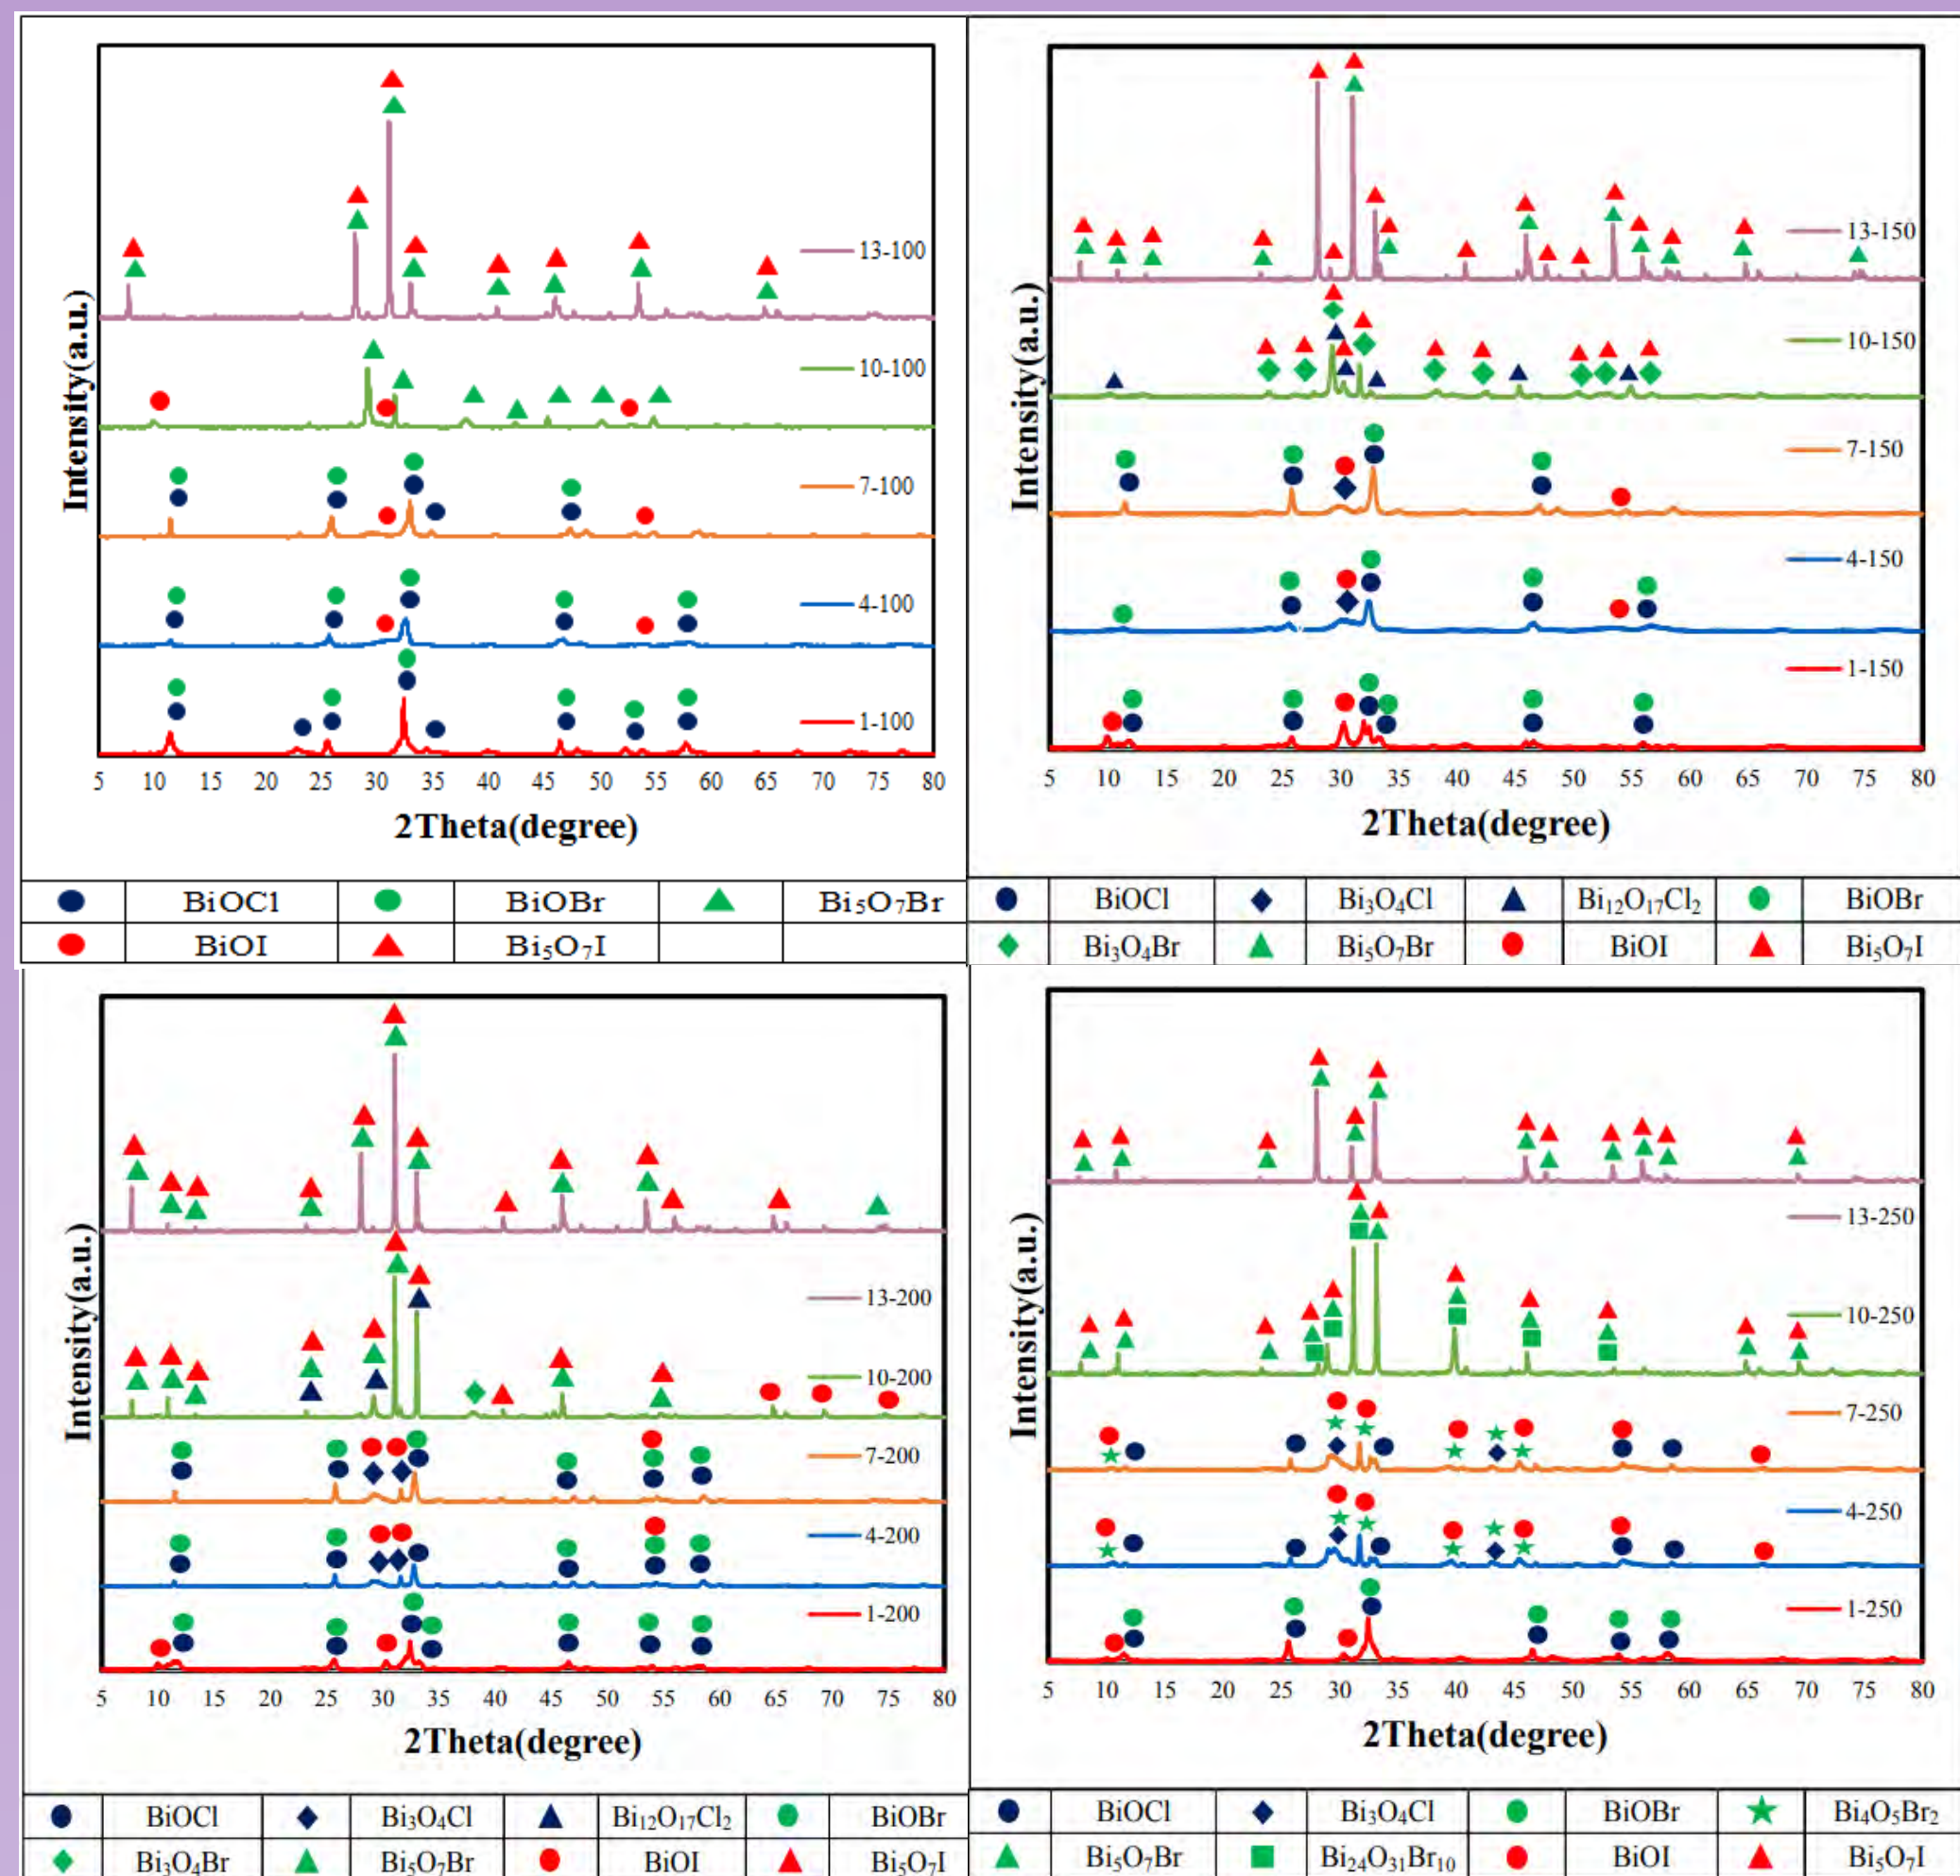 Intensity(a.u.)
13-100
10-100
7-100
4-100
1-100
5 10 15 20 25 30 35 40 45 50 55 60 65 70 75 80
2Theta(degree)
BiOCl BiOBr Bi₅O₇Br
BiOI Bi₅O₇I
Intensity(a.u.)
13-150
10-150
7-150
4-150
1-150
5 10 15 20 25 30 35 40 45 50 55 60 65 70 75 80
2Theta(degree)
BiOCl Bi₃O₄Cl Bi₁₂O₁₇Cl₂ BiOBr
Bi₃O₄Br Bi₅O₇Br BiOI Bi₅O₇I
Intensity(a.u.)
13-200
10-200
7-200
4-200
1-200
5 10 15 20 25 30 35 40 45 50 55 60 65 70 75 80
2Theta(degree)
BiOCl Bi₃O₄Cl Bi₁₂O₁₇Cl₂ BiOBr
Bi₃O₄Br Bi₅O₇Br BiOI Bi₅O₇I
Intensity(a.u.)
13-250
10-250
7-250
4-250
1-250
5 10 15 20 25 30 35 40 45 50 55 60 65 70 75 80
2Theta(degree)
BiOCl Bi₃O₄Cl BiOBr Bi₄O₅Br₂
Bi₅O₇Br Bi₂₄O₃₁Br₁₀ BiOI Bi₅O₇I